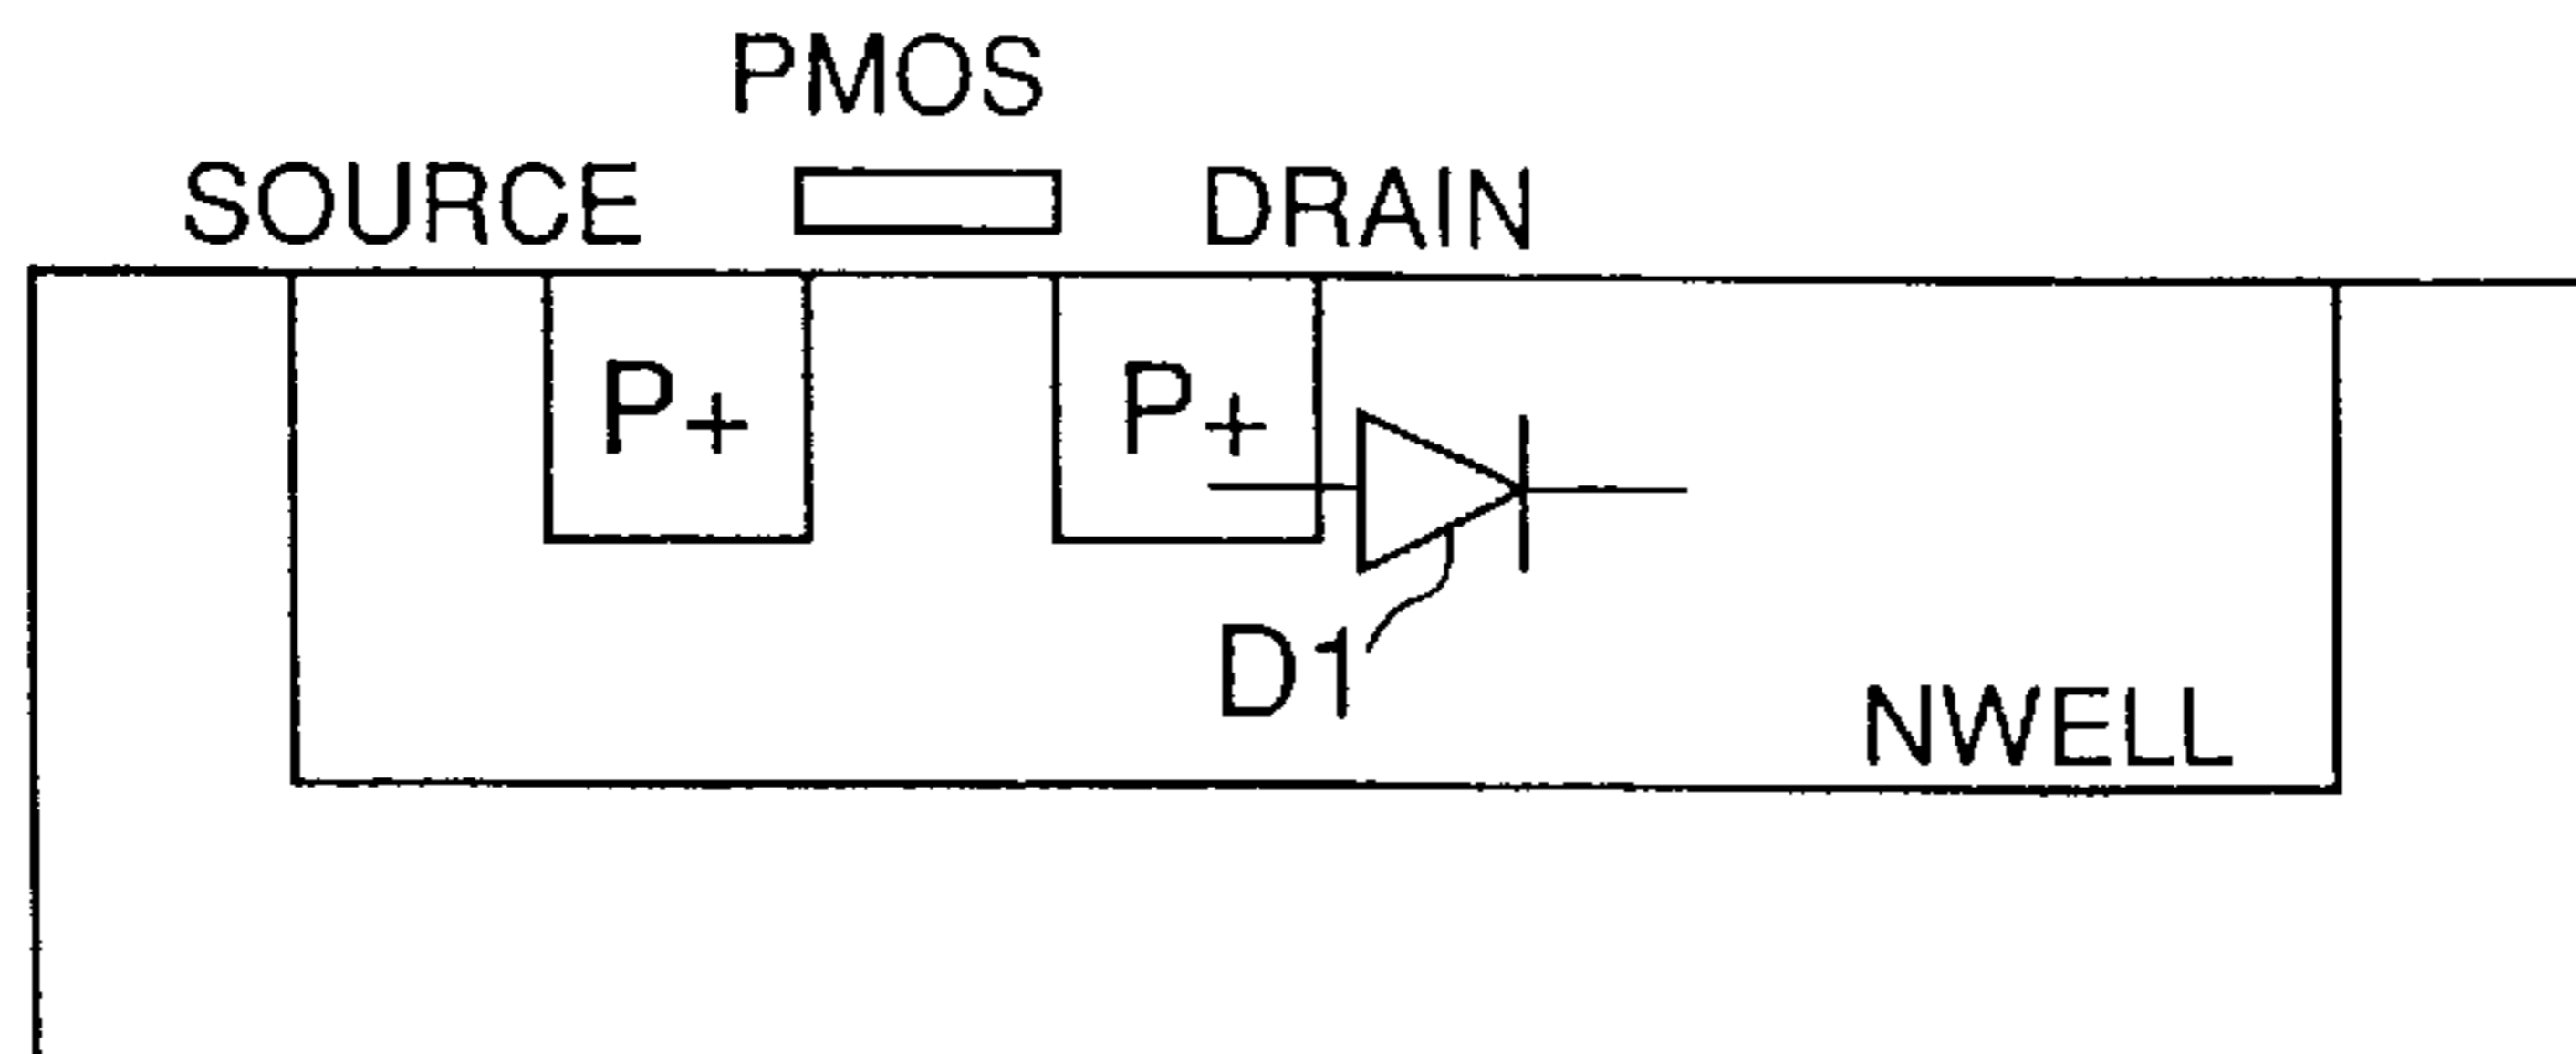 PMOS
SOURCE DRAIN
P+ P+
D1
NWELL